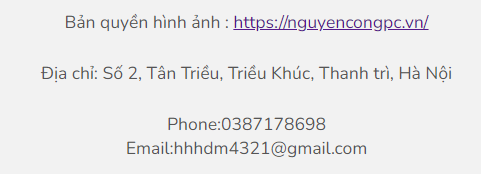 Bản quyền hình ảnh : https://nguyencongpc.vn/
Địa chỉ: Số 2, Tân Triều, Triều Khúc, Thanh trì, Hà Nội
Phone:0387178698
Email:hhhdm4321@gmail.com